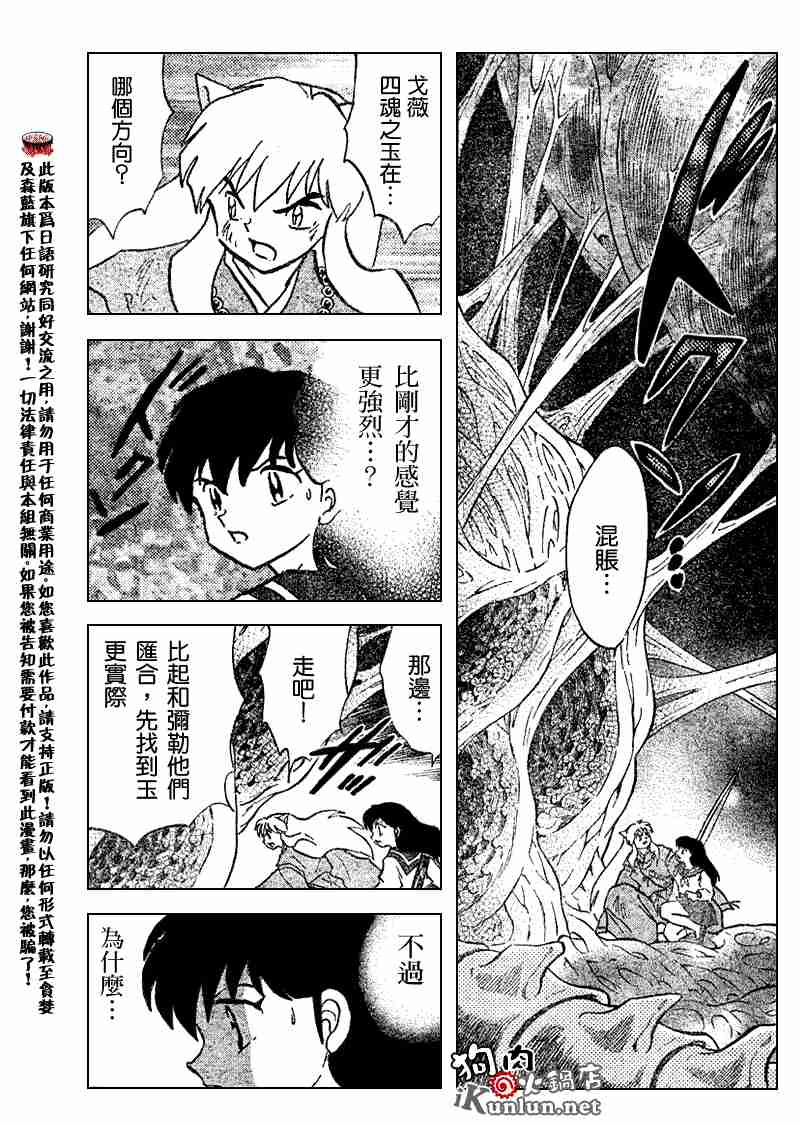 混賬…
戈薇
四魂之玉在…
哪個方向？
比剛才的感覺
更強烈…？
那邊…
走吧！
比起和彌勒他們
匯合，先找到玉
更實際
不過
為什麼…
此版本爲日語研究同好交流之用，請勿用于任何商業用途。如您喜歡此作品，請支持正版！請勿以任何形式轉載至貪婪
及森藍旗下任何網站，謝謝！一切法律責任與本組無關。如果您被告知需要付款才能看到此漫畫，那麽，您被騙了！
狗肉火鍋店
iKunlun.net